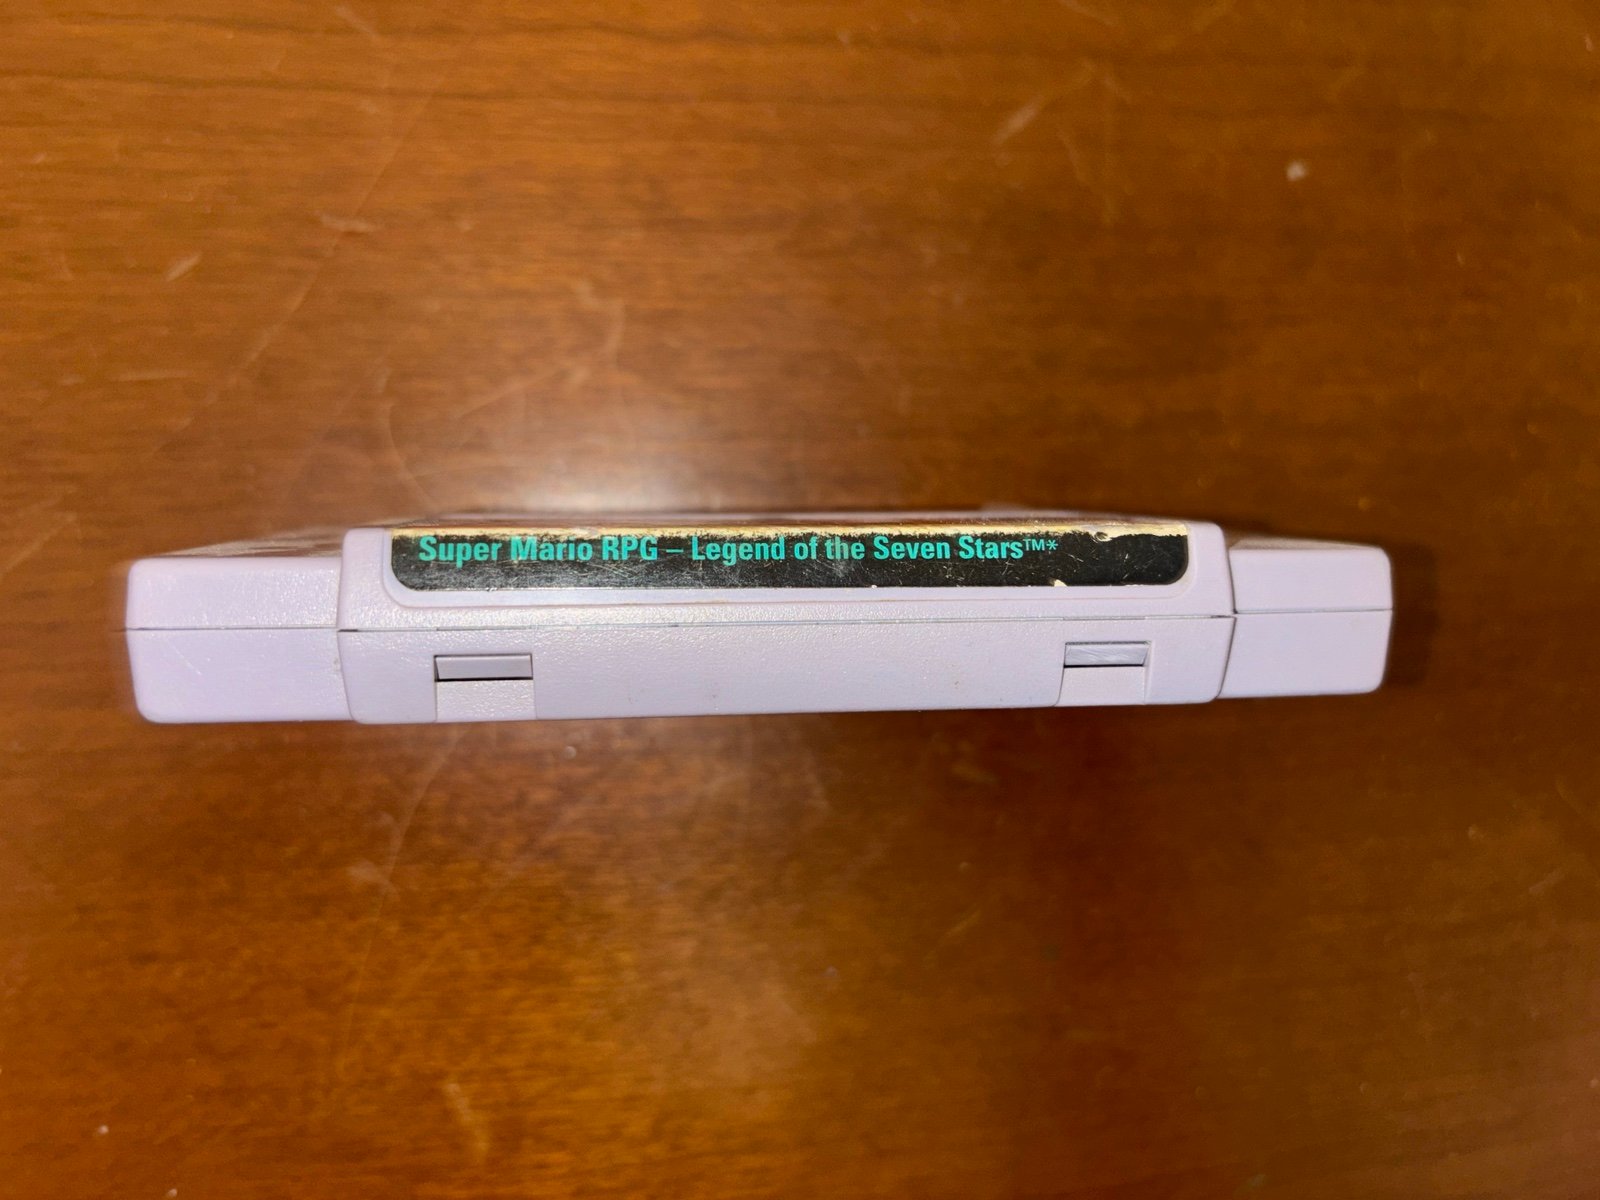 Super Mario RPG – Legend of the Seven Stars™*